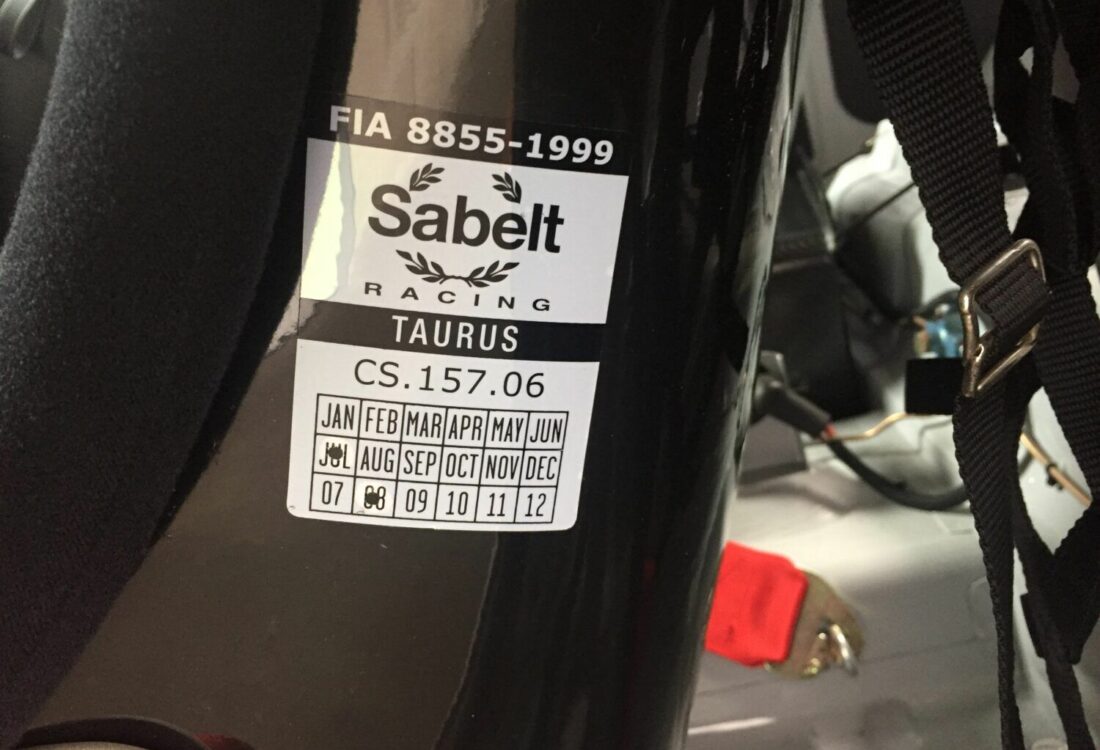 FIA 8855-1999
Sabelt
RACING
TAURUS
CS.157.06
JAN FEB MAR APR MAY JUN
JUL AUG SEP OCT NOV DEC
07 08 09 10 11 12